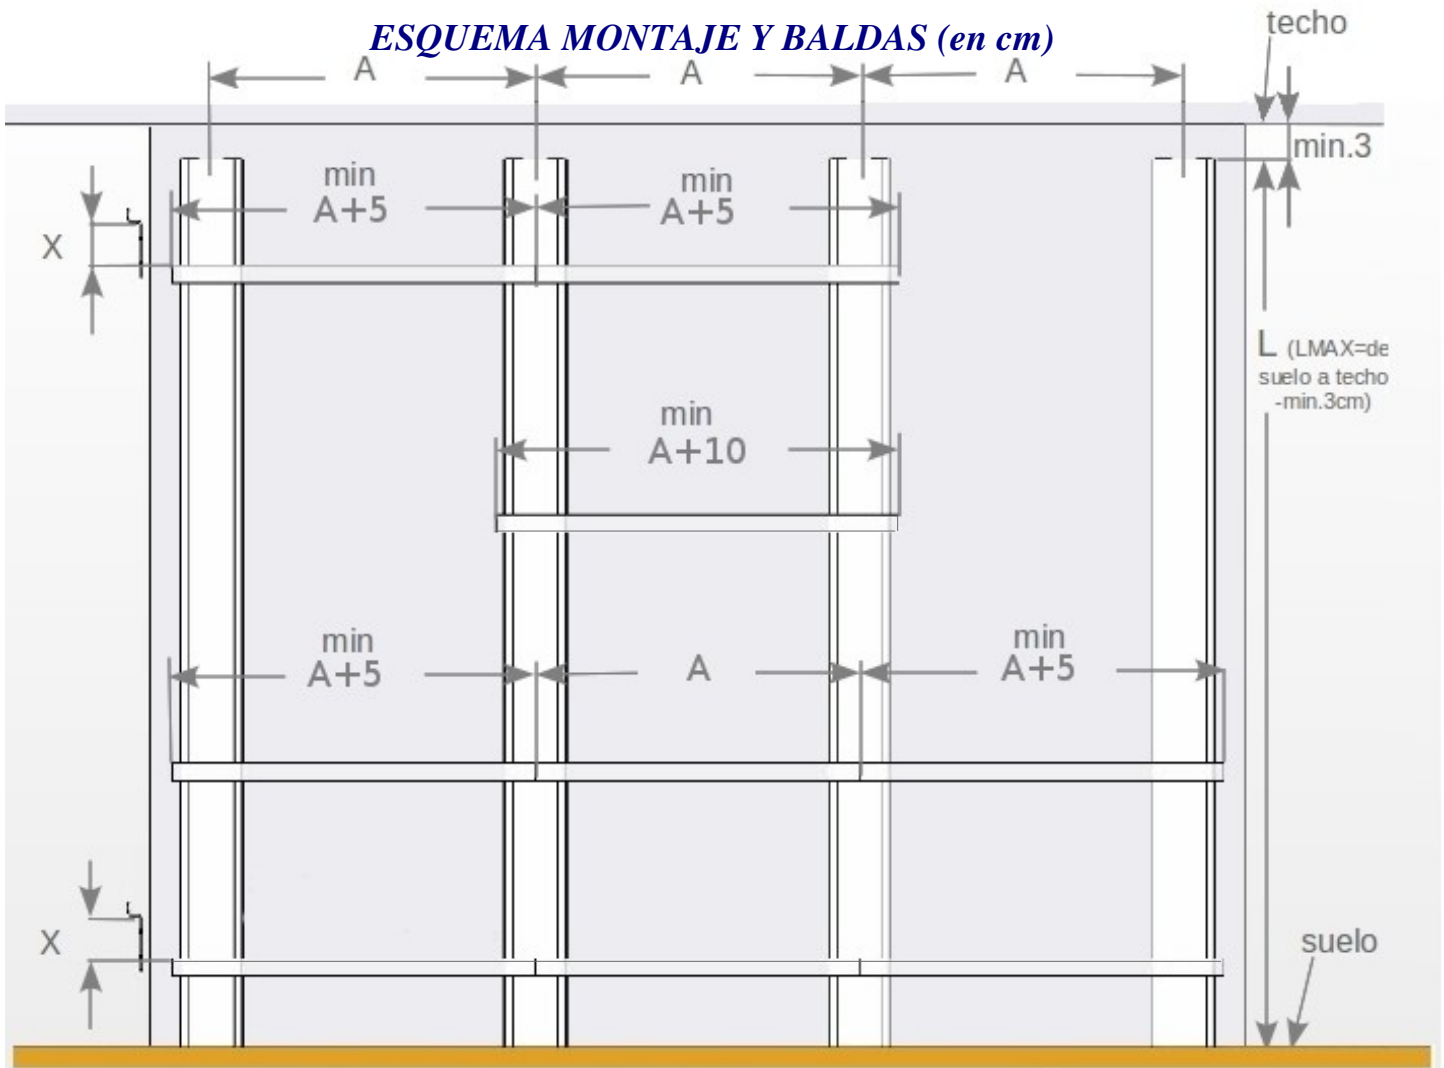 ESQUEMA MONTAJE Y BALDAS (en cm)
techo
A
A
A
min.3
min
A+5
min
A+5
X
L (LMAX=de
suelo a techo
-min.3cm)
min
A+10
min
A+5
A
min
A+5
X
suelo